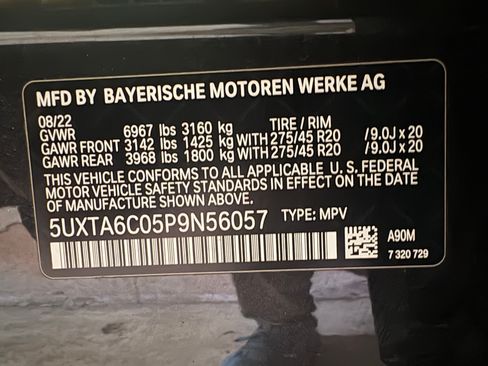 MFD BY BAYERISCHE MOTOREN WERKE AG
08/22
GVWR 6967 lbs 3160 kg TIRE / RIM
GAWR FRONT 3142 lbs 1425 kg WITH 275/45 R20 /9.0J x 20
GAWR REAR 3968 lbs 1800 kg WITH 275/45 R20 /9.0J x 20
THIS VEHICLE CONFORMS TO ALL APPLICABLE U. S. FEDERAL
MOTOR VEHICLE SAFETY STANDARDS IN EFFECT ON THE DATE OF
MANUFACTURE SHOWN ABOVE.
5UXTA6C05P9N56057 TYPE: MPV
A90M
7 320 729